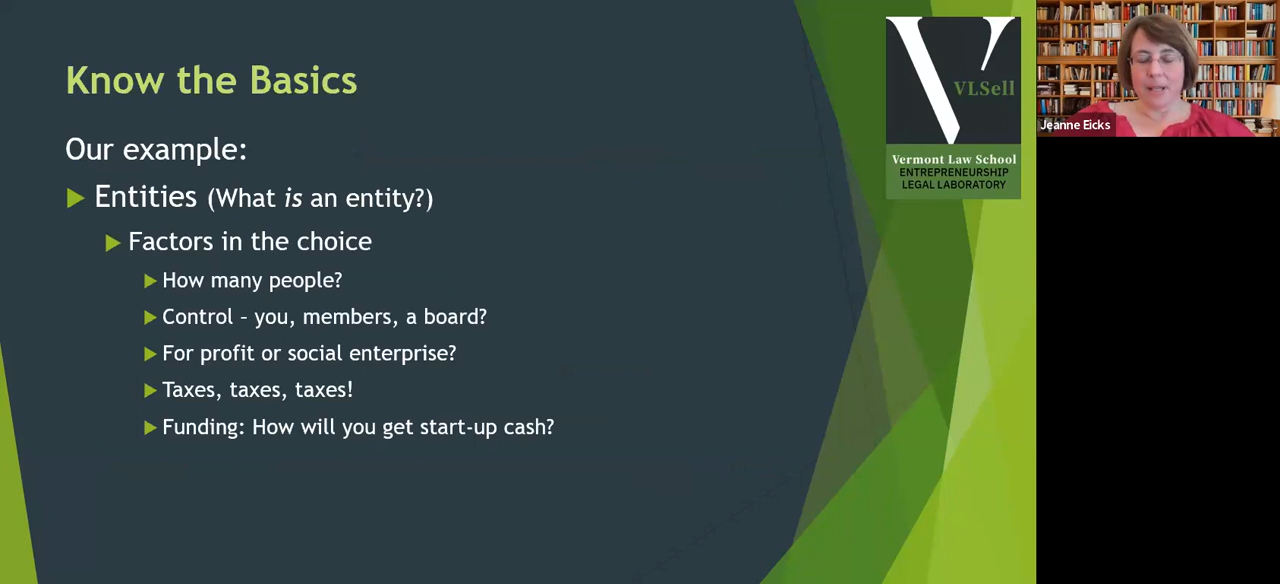 Know the Basics
Our example:
Entities (What is an entity?)
Factors in the choice
How many people?
Control – you, members, a board?
For profit or social enterprise?
Taxes, taxes, taxes!
Funding: How will you get start-up cash?
V
VLSell
Vermont Law School
ENTREPRENEURSHIP
LEGAL LABORATORY
Jeanne Eicks